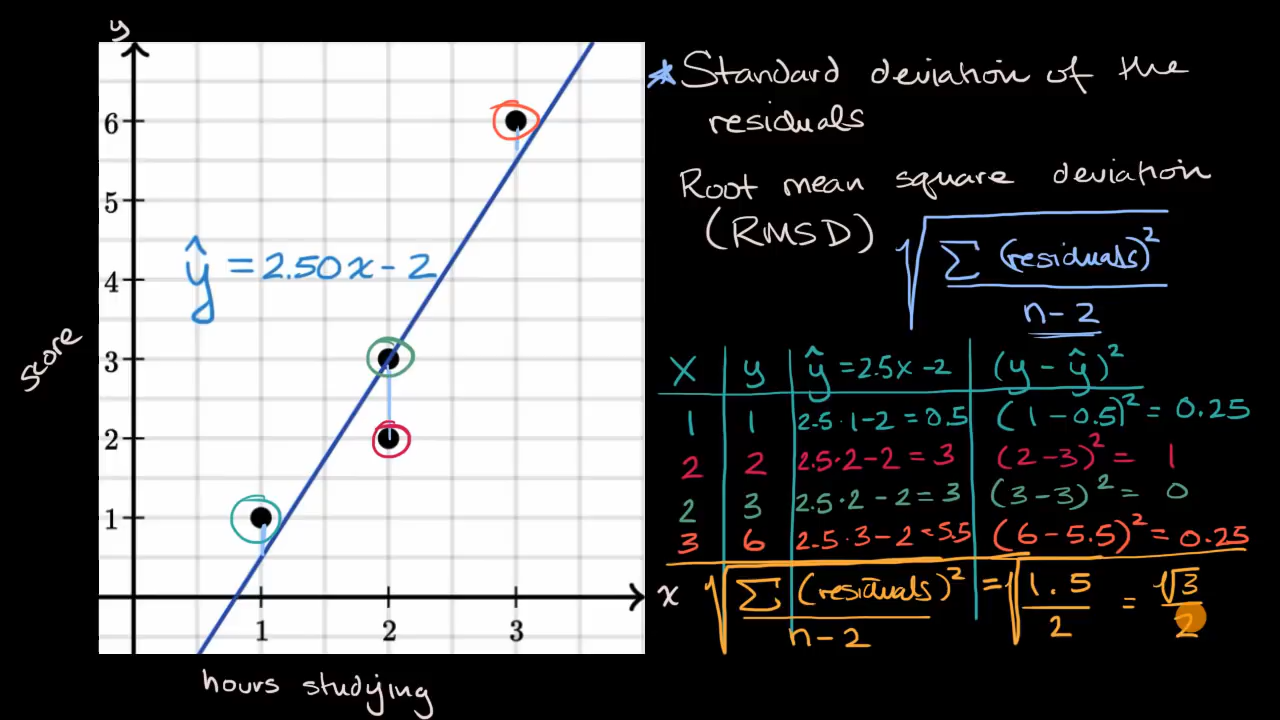 y
6
5
4
3
2
1
1 2 3
ŷ = 2.50x - 2
score
hours studying
* Standard deviation of the
residuals
Root mean square deviation
(RMSD) √(Σ (residuals)² / n - 2)
x y ŷ = 2.5x - 2 (y - ŷ)²
1 1 2.5·1 - 2 = 0.5 (1 - 0.5)² = 0.25
2 2 2.5·2 - 2 = 3 (2 - 3)² = 1
2 3 2.5·2 - 2 = 3 (3 - 3)² = 0
3 6 2.5·3 - 2 = 5.5 (6 - 5.5)² = 0.25
x √(Σ (residuals)² / n - 2) = √(1.5 / 2) = √3 / 2